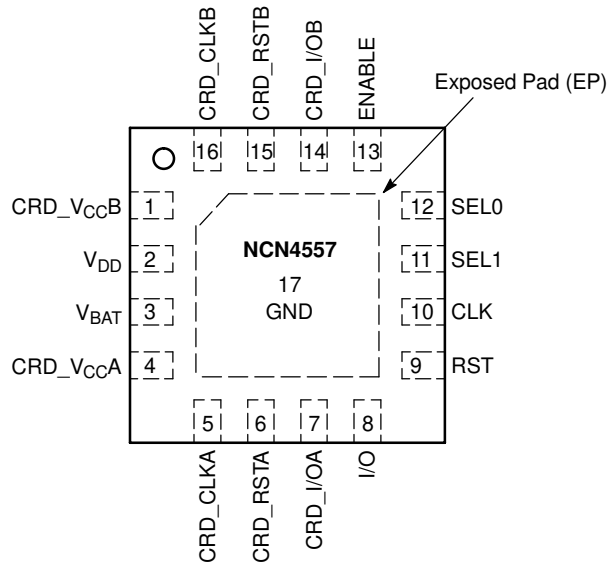 CRD_CLKB
CRD_RSTB
CRD_I/OB
ENABLE
Exposed Pad (EP)
16
15
14
13
CRD_VCCB
1
12
SEL0
VDD
2
NCN4557
11
SEL1
17
VBAT
3
GND
10
CLK
CRD_VCCA
4
9
RST
5
6
7
8
CRD_CLKA
CRD_RSTA
CRD_I/OA
I/O